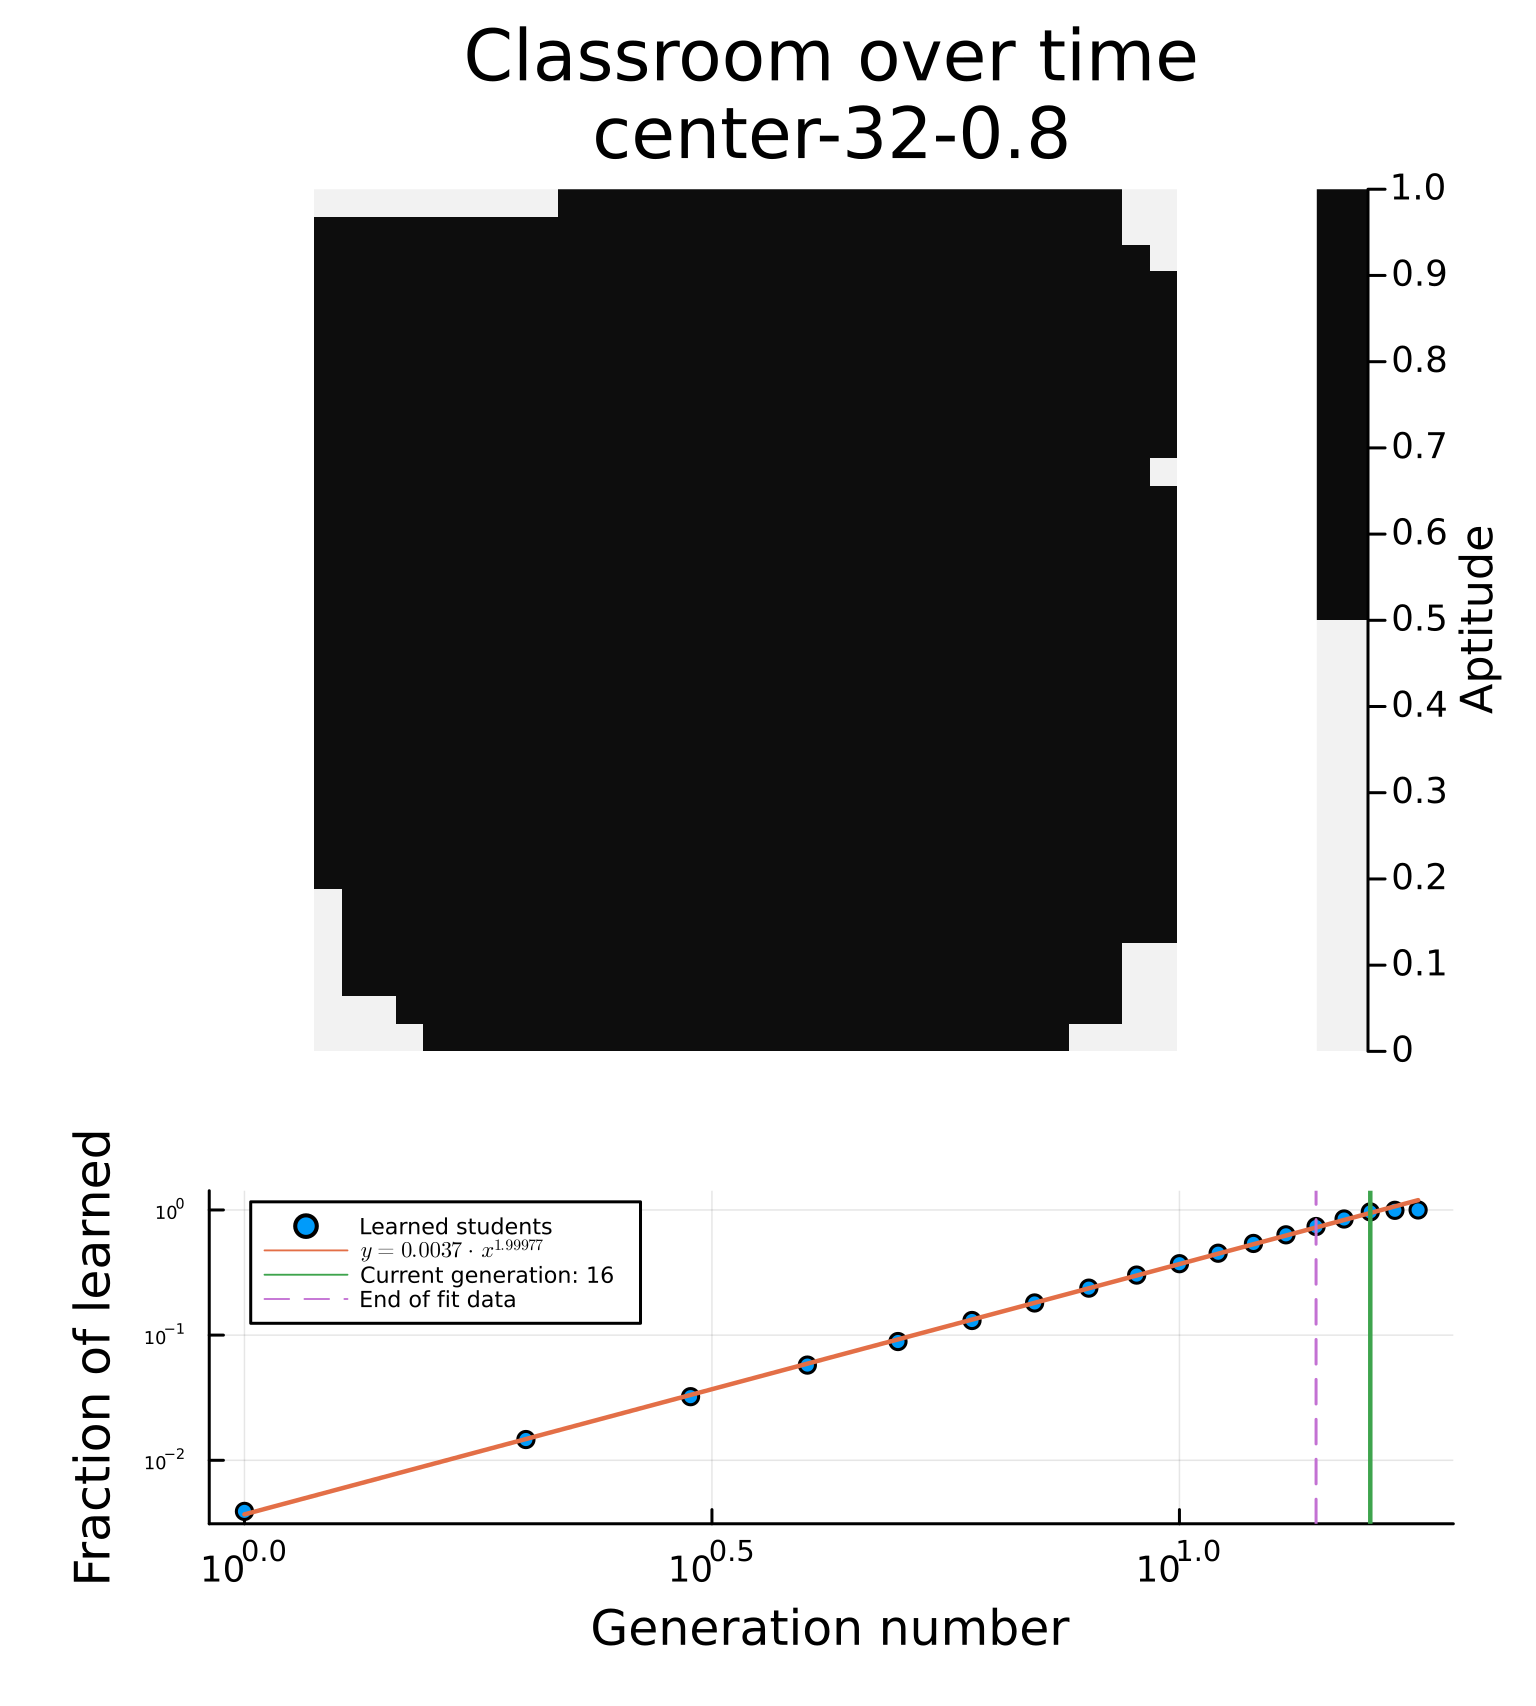 Classroom over time
center-32-0.8
1.0
0.9
0.8
0.7
0.6
0.5
0.4
0.3
0.2
0.1
0
Aptitude
Fraction of learned
10⁰
10⁻¹
10⁻²
Learned students
y = 0.0037 · x^1.99977
Current generation: 16
End of fit data
10^0.0
10^0.5
10^1.0
Generation number